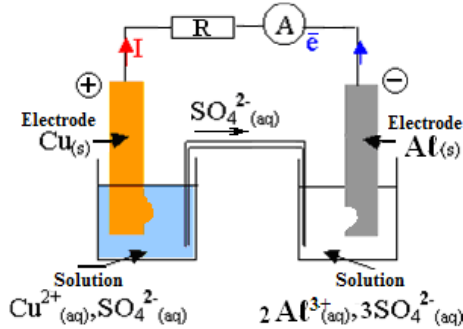 R A
I ē
+ −
SO₄²⁻(aq)
Electrode
Cu(s)
Electrode
Aℓ(s)
Solution
Cu²⁺(aq),SO₄²⁻(aq)
Solution
2 Aℓ³⁺(aq),3SO₄²⁻(aq)